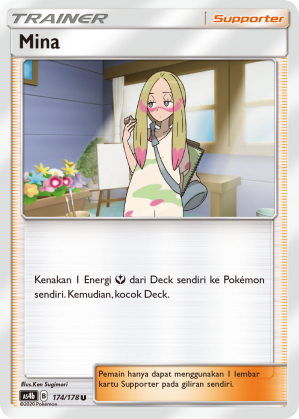 TRAINER Supporter
Mina
Kenakan 1 Energi dari Deck sendiri ke Pokémon
sendiri. Kemudian, kocok Deck.
Illus. Ken Sugimori
AS4b B 174/178 U
©2020 Pokémon
Pemain hanya dapat menggunakan 1 lembar
kartu Supporter pada giliran sendiri.